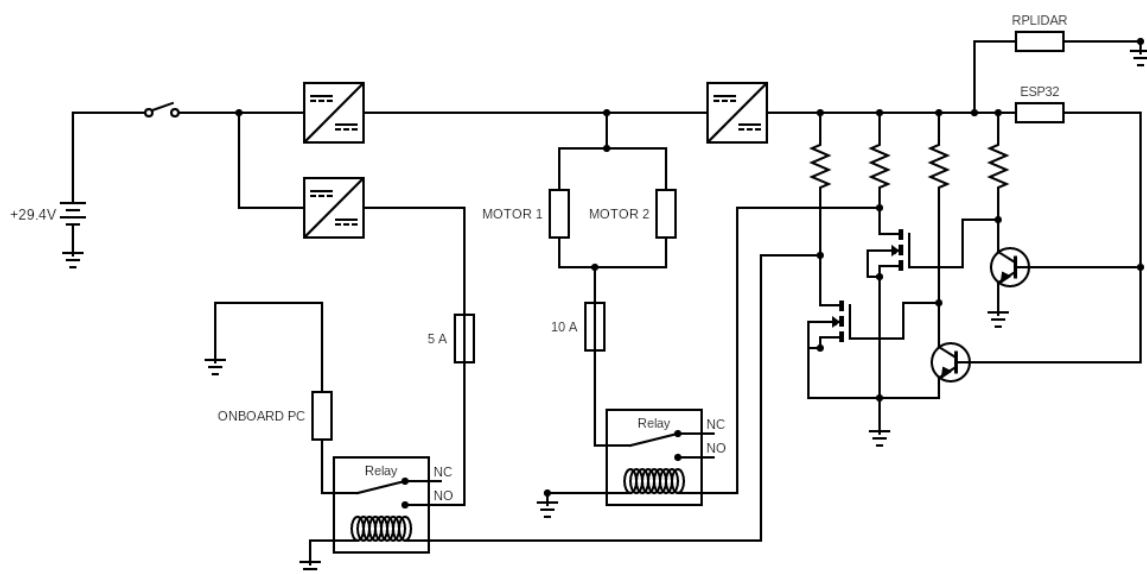 RPLIDAR
ESP32
+29.4V
MOTOR 1
MOTOR 2
5 A
10 A
ONBOARD PC
Relay
NC
NO
Relay
NC
NO